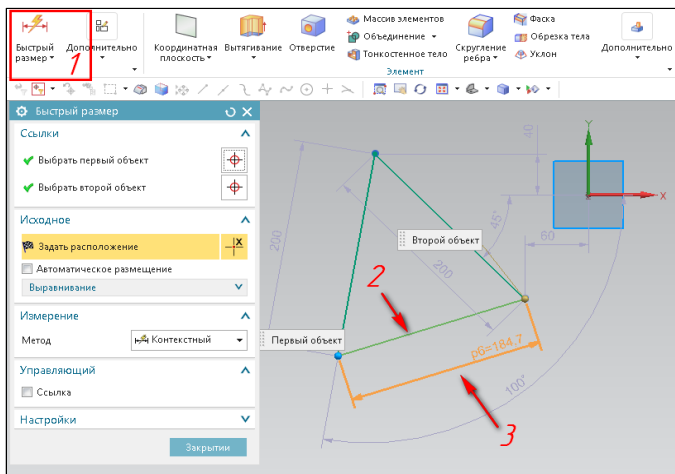 Быстрый размер
Дополнительно
Координатная плоскость
Вытягивание
Отверстие
Массив элементов
Объединение
Тонкостенное тело
Скругление ребра
Фаска
Обрезка тела
Уклон
Дополнительно
Элемент
1
Быстрый размер
Ссылки
Выбрать первый объект
Выбрать второй объект
Исходное
Задать расположение
Автоматическое размещение
Выравнивание
Измерение
Метод
Контекстный
Управляющий
Ссылка
Настройки
Закрытии
Y
40
X
200
45°
Второй объект
60
200
2
Первый объект
p6=184,7
100°
3